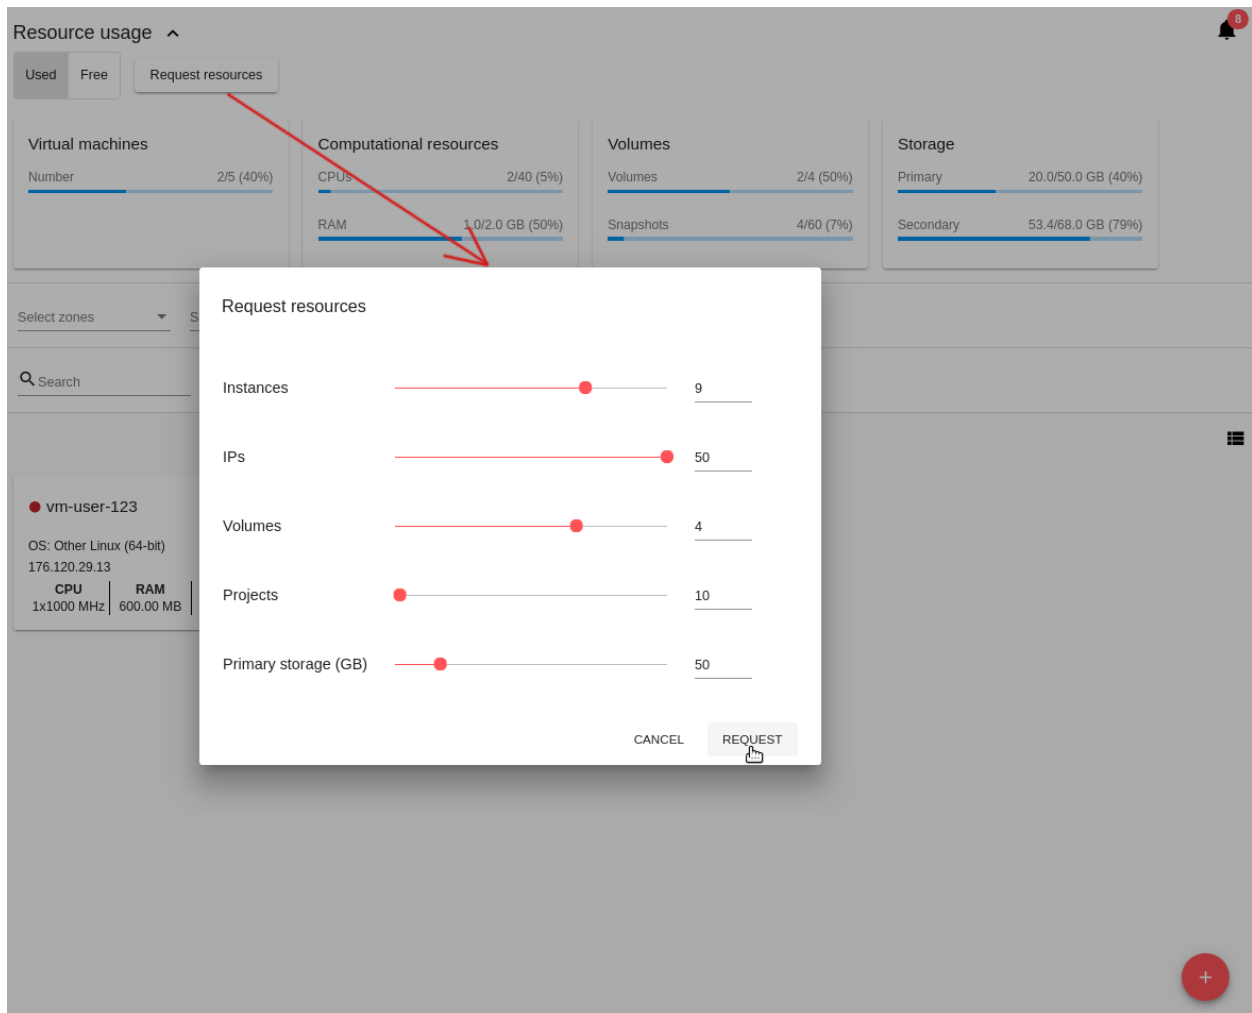 Resource usage
8
Used Free Request resources
Virtual machines
Number 2/5 (40%)
Computational resources
CPUs 2/40 (5%)
RAM 1.0/2.0 GB (50%)
Volumes
Volumes 2/4 (50%)
Snapshots 4/60 (7%)
Storage
Primary 20.0/50.0 GB (40%)
Secondary 53.4/68.0 GB (79%)
Select zones S
Search
vm-user-123
OS: Other Linux (64-bit)
176.120.29.13
CPU RAM
1x1000 MHz 600.00 MB
Request resources
Instances 9
IPs 50
Volumes 4
Projects 10
Primary storage (GB) 50
CANCEL REQUEST